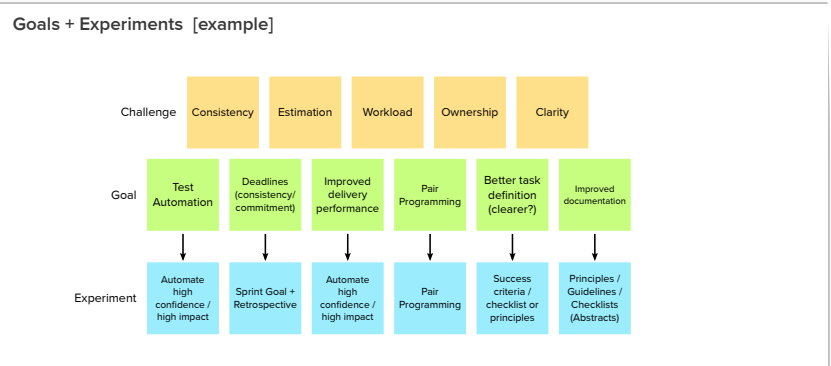 Goals + Experiments [example]
Challenge
Consistency
Estimation
Workload
Ownership
Clarity
Goal
Test
Automation
Deadlines
(consistency/
commitment)
Improved
delivery
performance
Pair
Programming
Better task
definition
(clearer?)
Improved
documentation
Experiment
Automate
high
confidence /
high impact
Sprint Goal +
Retrospective
Automate
high
confidence /
high impact
Pair
Programming
Success
criteria /
checklist or
principles
Principles /
Guidelines /
Checklists
(Abstracts)